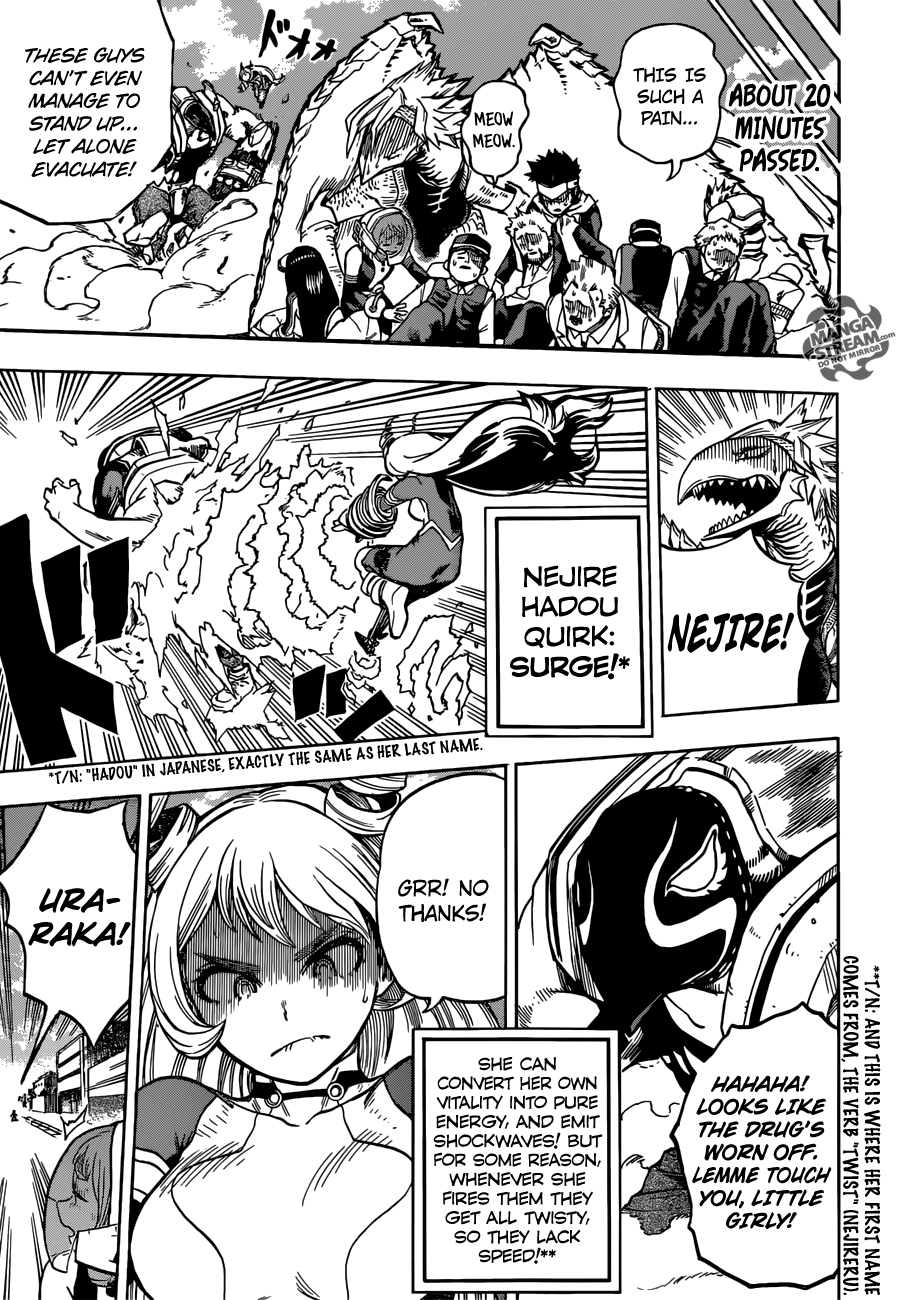 ABOUT 20
MINUTES
PASSED.
THIS IS
SUCH A
PAIN...
MEOW
MEOW.
ドォォ
THESE GUYS
CAN'T EVEN
MANAGE TO
STAND UP...
LET ALONE
EVACUATE!
MANGA
STREAM.com
DO NOT MIRROR
NEJIRE!
NEJIRE
HADOU
QUIRK:
SURGE!*
ドドド
*T/N: "HADOU" IN JAPANESE, EXACTLY THE SAME AS HER LAST NAME.
HAHAHA!
LOOKS LIKE
THE DRUG'S
WORN OFF.
LEMME TOUCH
YOU, LITTLE
GIRLY!
GRR! NO
THANKS!
SHE CAN
CONVERT HER OWN
VITALITY INTO PURE
ENERGY, AND EMIT
SHOCKWAVES! BUT
FOR SOME REASON,
WHENEVER SHE
FIRES THEM THEY
GET ALL TWISTY,
SO THEY LACK
SPEED!**
URA-
RAKA!
**T/N: AND THIS IS WHERE HER FIRST NAME
COMES FROM, THE VERB "TWIST" (NEJIRERU).